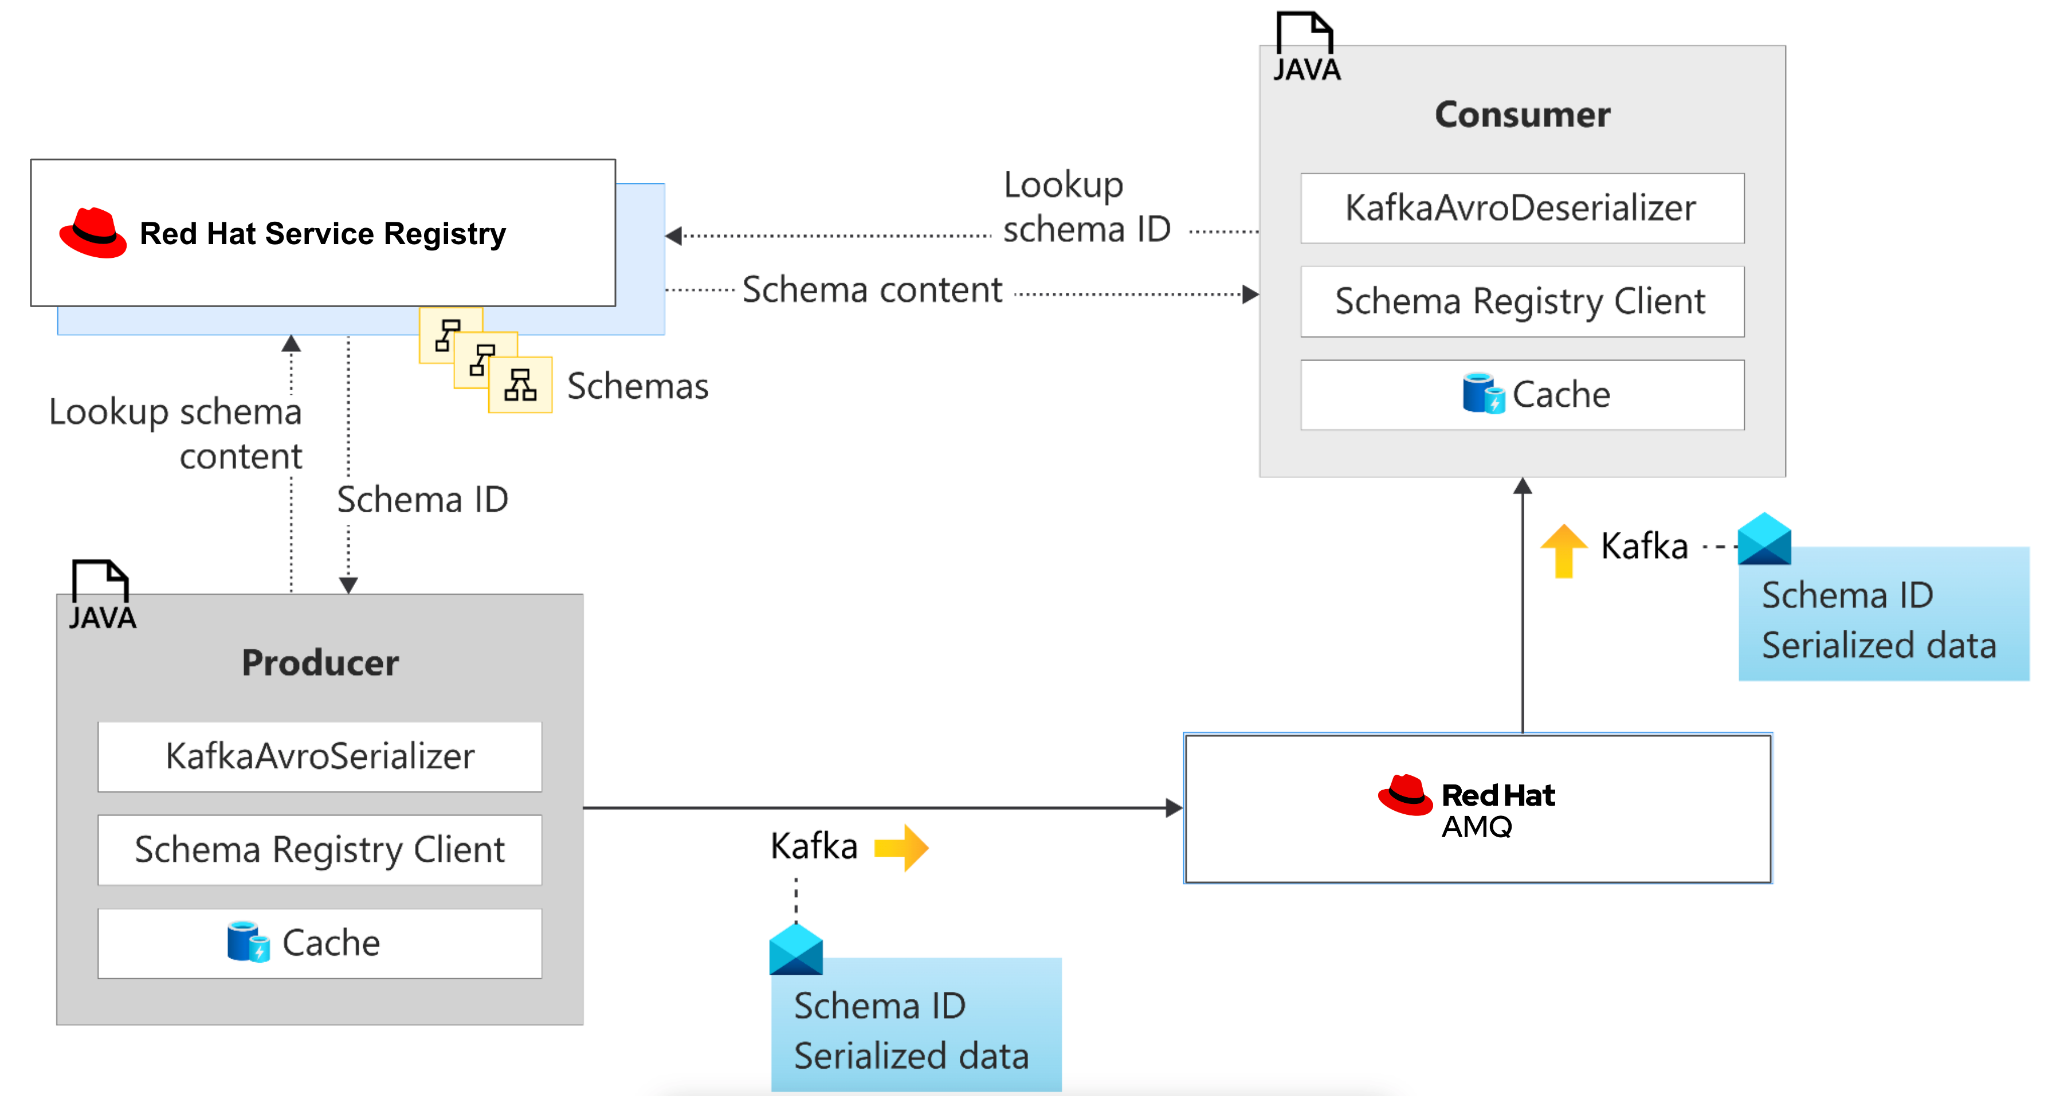 JAVA
Consumer
KafkaAvroDeserializer
Schema Registry Client
Cache
Lookup
schema ID
Schema content
Red Hat Service Registry
Schemas
Lookup schema
content
Schema ID
JAVA
Producer
KafkaAvroSerializer
Schema Registry Client
Cache
Kafka
Schema ID
Serialized data
Red Hat
AMQ
Kafka
Schema ID
Serialized data